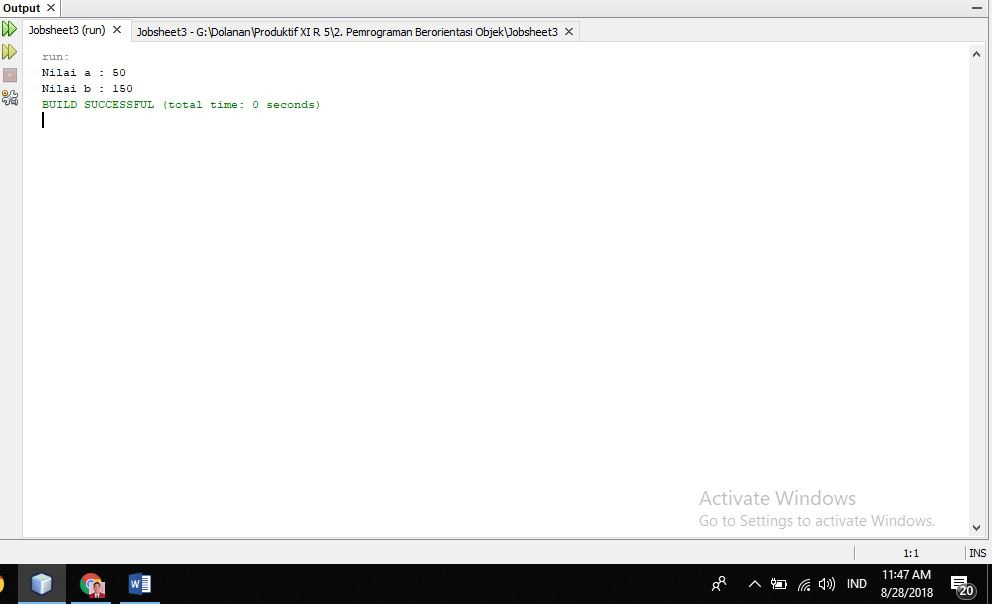 Output
Jobsheet3 (run)
Jobsheet3 - G:\Dolanan\Produktif XI R 5\2. Pemrograman Berorientasi Objek\Jobsheet3
run:
Nilai a : 50
Nilai b : 150
BUILD SUCCESSFUL (total time: 0 seconds)
Activate Windows
Go to Settings to activate Windows.
1:1
INS
IND
11:47 AM
8/28/2018
20